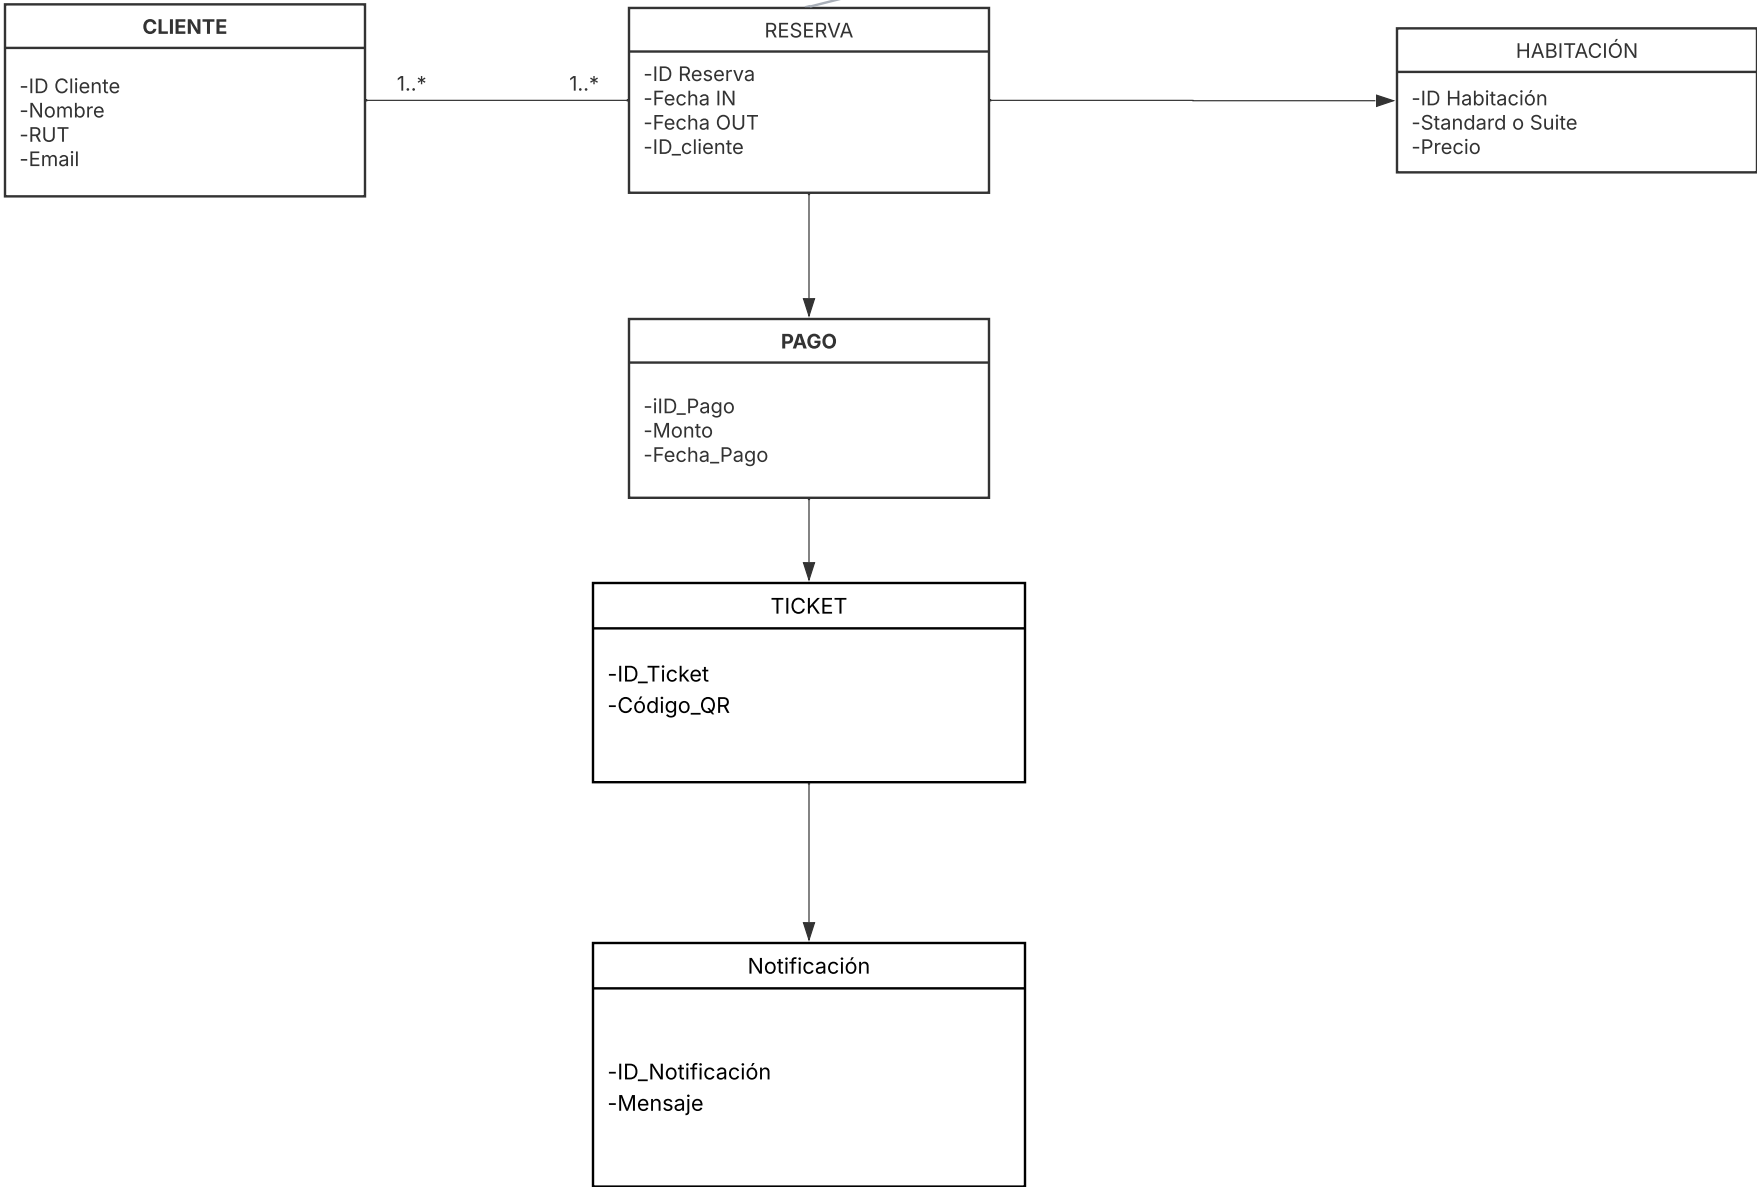 CLIENTE
-ID Cliente
-Nombre
-RUT
-Email
1..*
1..*
RESERVA
-ID Reserva
-Fecha IN
-Fecha OUT
-ID_cliente
HABITACIÓN
-ID Habitación
-Standard o Suite
-Precio
PAGO
-iID_Pago
-Monto
-Fecha_Pago
TICKET
-ID_Ticket
-Código_QR
Notificación
-ID_Notificación
-Mensaje